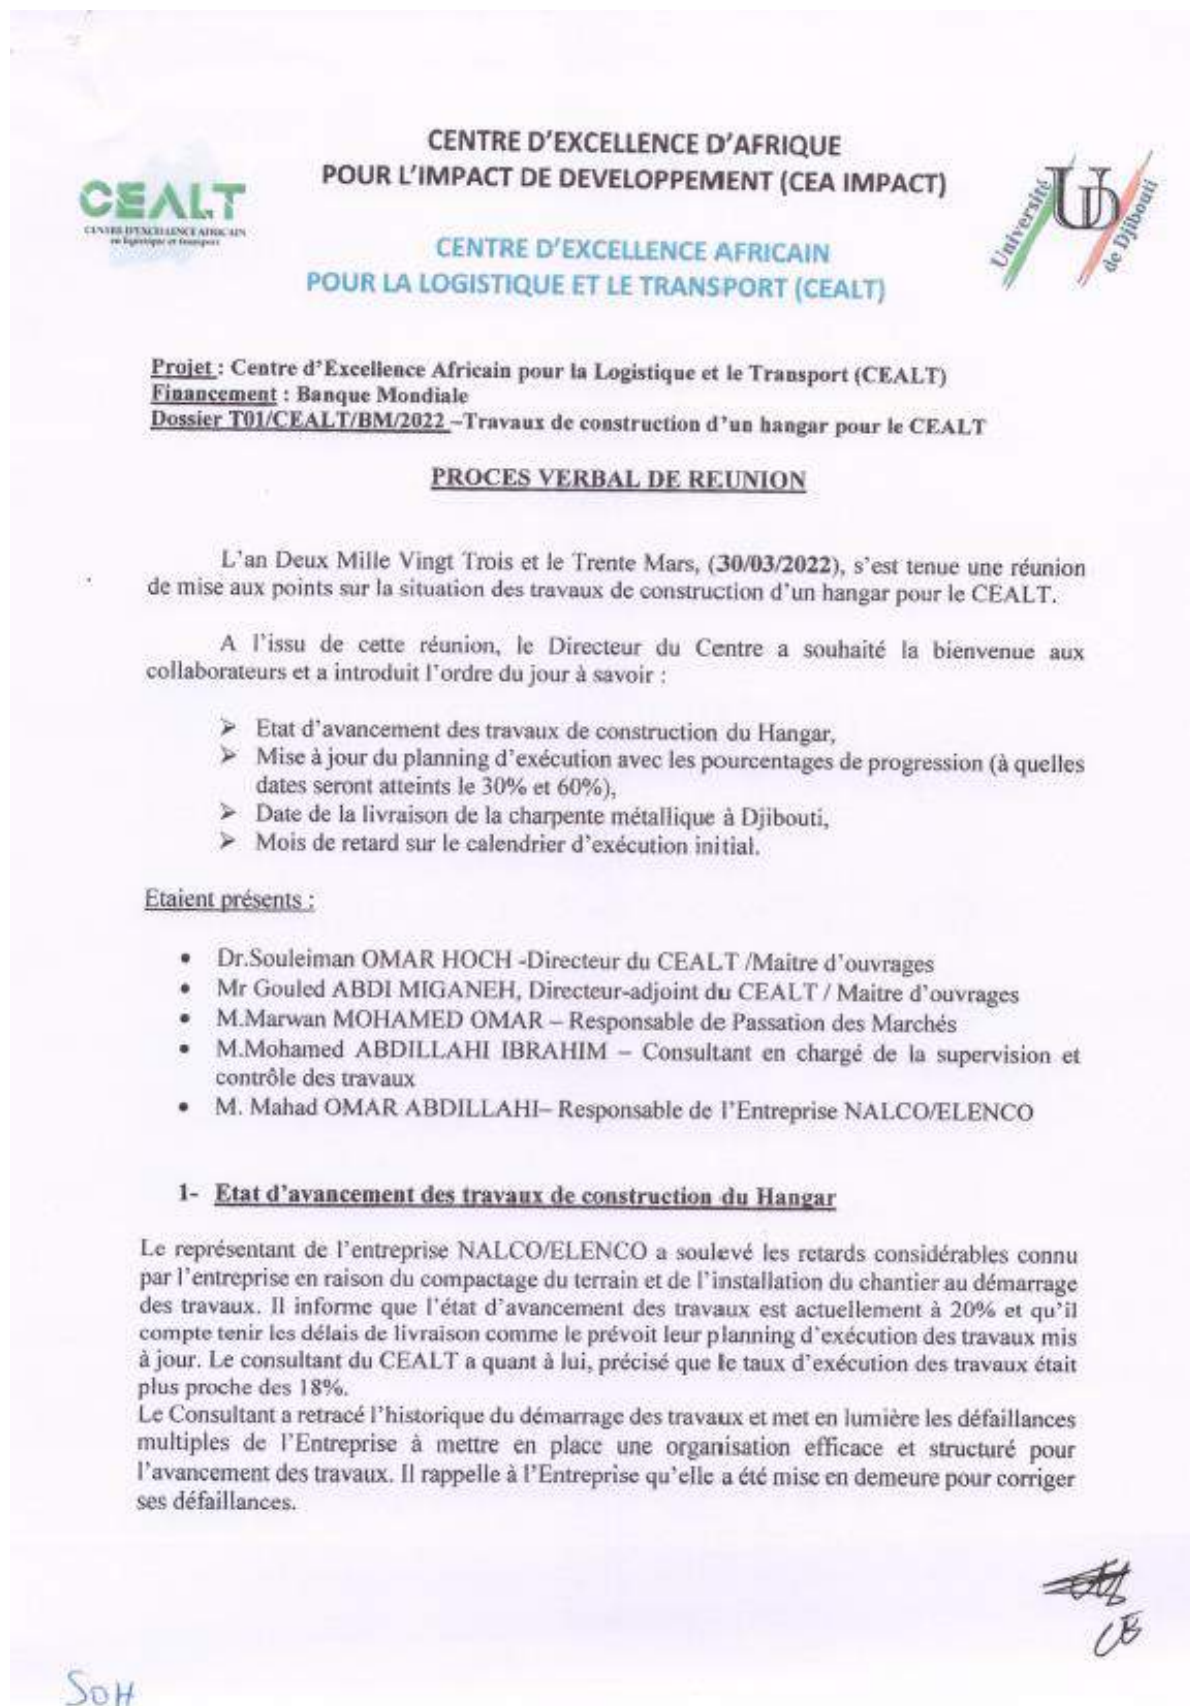 CENTRE D'EXCELLENCE D'AFRIQUE
POUR L'IMPACT DE DEVELOPPEMENT (CEA IMPACT)
CEALT
CENTRE D'EXCELLENCE AFRICAIN
en logistique et transport
Université
UD
de Djibouti
CENTRE D'EXCELLENCE AFRICAIN
POUR LA LOGISTIQUE ET LE TRANSPORT (CEALT)
Projet : Centre d'Excellence Africain pour la Logistique et le Transport (CEALT)
Financement : Banque Mondiale
Dossier T01/CEALT/BM/2022 –Travaux de construction d'un hangar pour le CEALT
PROCES VERBAL DE REUNION
L'an Deux Mille Vingt Trois et le Trente Mars, (30/03/2022), s'est tenue une réunion
de mise aux points sur la situation des travaux de construction d'un hangar pour le CEALT.
A l'issu de cette réunion, le Directeur du Centre a souhaité la bienvenue aux
collaborateurs et a introduit l'ordre du jour à savoir :
➤ Etat d'avancement des travaux de construction du Hangar,
➤ Mise à jour du planning d'exécution avec les pourcentages de progression (à quelles
dates seront atteints le 30% et 60%),
➤ Date de la livraison de la charpente métallique à Djibouti,
➤ Mois de retard sur le calendrier d'exécution initial.
Etaient présents :
• Dr.Souleiman OMAR HOCH -Directeur du CEALT /Maitre d'ouvrages
• Mr Gouled ABDI MIGANEH, Directeur-adjoint du CEALT / Maitre d'ouvrages
• M.Marwan MOHAMED OMAR – Responsable de Passation des Marchés
• M.Mohamed ABDILLAHI IBRAHIM – Consultant en chargé de la supervision et
contrôle des travaux
• M. Mahad OMAR ABDILLAHI– Responsable de l'Entreprise NALCO/ELENCO
1- Etat d'avancement des travaux de construction du Hangar
Le représentant de l'entreprise NALCO/ELENCO a soulevé les retards considérables connu
par l'entreprise en raison du compactage du terrain et de l'installation du chantier au démarrage
des travaux. Il informe que l'état d'avancement des travaux est actuellement à 20% et qu'il
compte tenir les délais de livraison comme le prévoit leur planning d'exécution des travaux mis
à jour. Le consultant du CEALT a quant à lui, précisé que le taux d'exécution des travaux était
plus proche des 18%.
Le Consultant a retracé l'historique du démarrage des travaux et met en lumière les défaillances
multiples de l'Entreprise à mettre en place une organisation efficace et structuré pour
l'avancement des travaux. Il rappelle à l'Entreprise qu'elle a été mise en demeure pour corriger
ses défaillances.
SOH